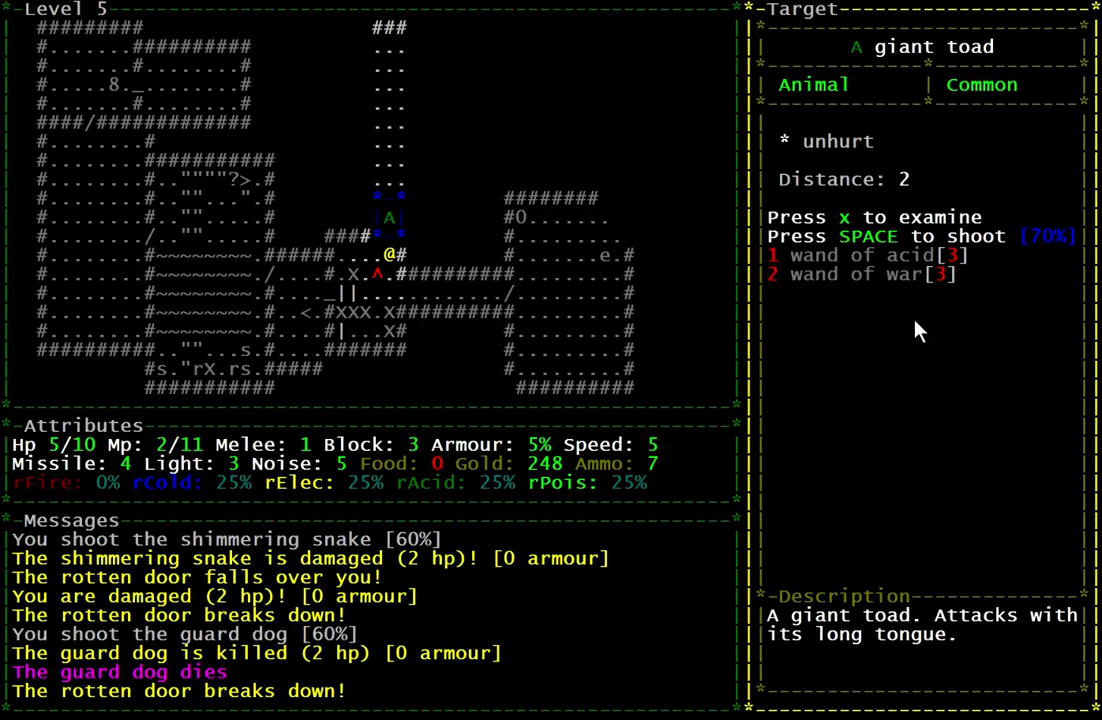 Level 5
Target
A giant toad
Animal | Common
* unhurt
Distance: 2
Press x to examine
Press SPACE to shoot [70%]
1 wand of acid[3]
2 wand of war[3]
Description
A giant toad. Attacks with
its long tongue.
Attributes
Hp 5/10 Mp: 2/11 Melee: 1 Block: 3 Armour: 5% Speed: 5
Missile: 4 Light: 3 Noise: 5 Food: 0 Gold: 248 Ammo: 7
rFire: 0% rCold: 25% rElec: 25% rAcid: 25% rPois: 25%
Messages
You shoot the shimmering snake [60%]
The shimmering snake is damaged (2 hp)! [0 armour]
The rotten door falls over you!
You are damaged (2 hp)! [0 armour]
The rotten door breaks down!
You shoot the guard dog [60%]
The guard dog is killed (2 hp) [0 armour]
The guard dog dies
The rotten door breaks down!